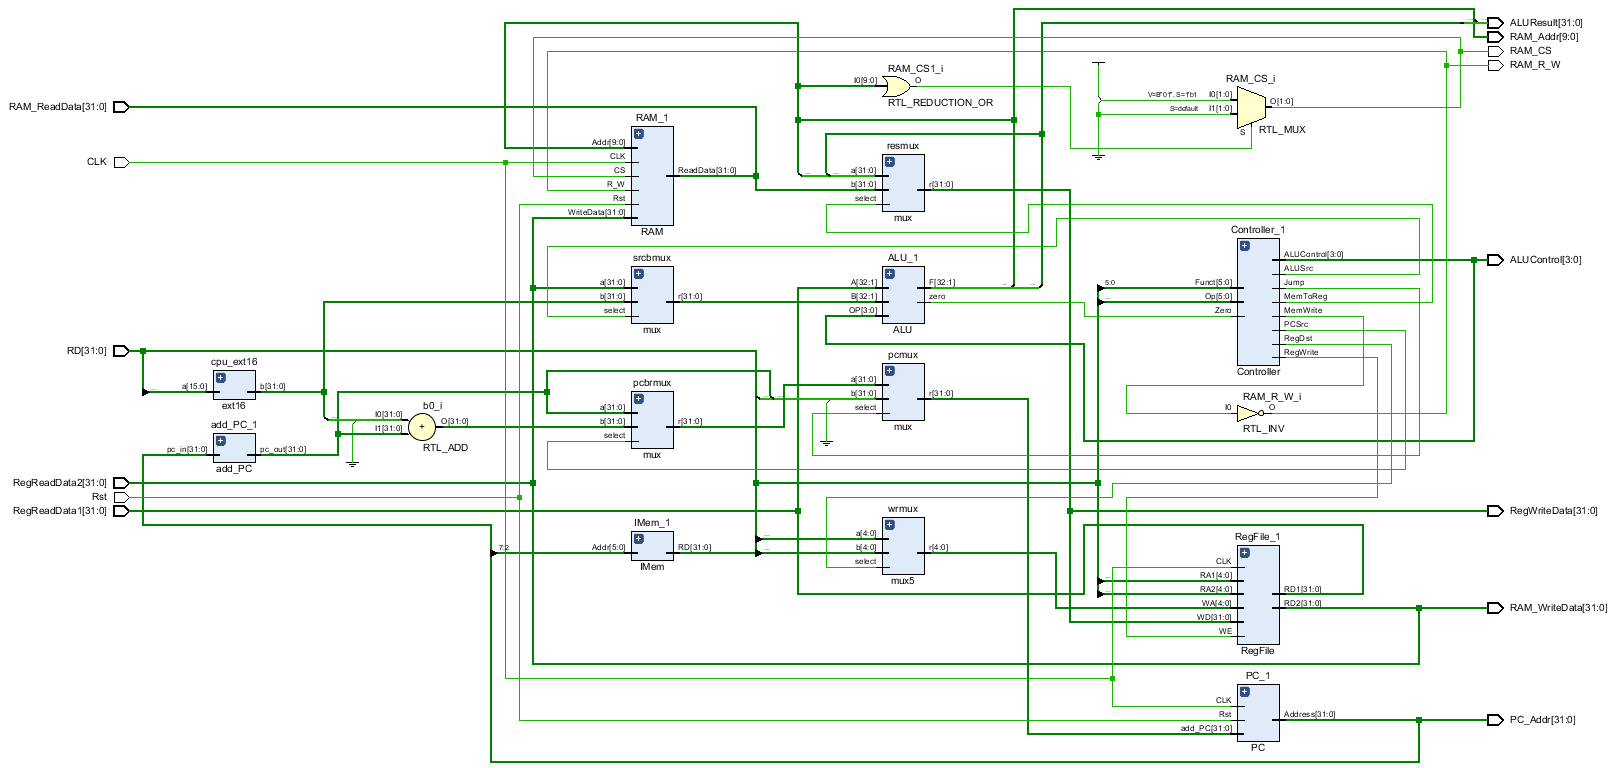 ALUResult[31:0]
RAM_Addr[9:0]
RAM_CS
RAM_R_W
RAM_CS1_i
I0[9:0]
O
RTL_REDUCTION_OR
RAM_CS_i
V=B"01", S=1'b1
I0[1:0]
S=default
I1[1:0]
O[1:0]
S
RTL_MUX
RAM_ReadData[31:0]
CLK
RAM_1
Addr[9:0]
CLK
CS
R_W
Rst
WriteData[31:0]
ReadData[31:0]
RAM
resmux
a[31:0]
b[31:0]
select
r[31:0]
mux
Controller_1
Funct[5:0]
Op[5:0]
Zero
5:0
ALUControl[3:0]
ALUSrc
Jump
MemToReg
MemWrite
PCSrc
RegDst
RegWrite
Controller
ALUControl[3:0]
srcbmux
a[31:0]
b[31:0]
select
r[31:0]
mux
ALU_1
A[32:1]
B[32:1]
OP[3:0]
F[32:1]
zero
ALU
RD[31:0]
cpu_ext16
a[15:0]
b[31:0]
ext16
add_PC_1
pc_in[31:0]
pc_out[31:0]
add_PC
b0_i
I0[31:0]
I1[31:0]
+
O[31:0]
RTL_ADD
pcbrmux
a[31:0]
b[31:0]
select
r[31:0]
mux
pcmux
a[31:0]
b[31:0]
select
r[31:0]
mux
RAM_R_W_i
I0
O
RTL_INV
RegReadData2[31:0]
Rst
RegReadData1[31:0]
7:2
IMem_1
Addr[5:0]
RD[31:0]
IMem
wrmux
a[4:0]
b[4:0]
select
r[4:0]
mux5
RegWriteData[31:0]
RegFile_1
CLK
RA1[4:0]
RA2[4:0]
WA[4:0]
WD[31:0]
WE
RD1[31:0]
RD2[31:0]
RegFile
RAM_WriteData[31:0]
PC_1
CLK
Rst
add_PC[31:0]
Address[31:0]
PC
PC_Addr[31:0]